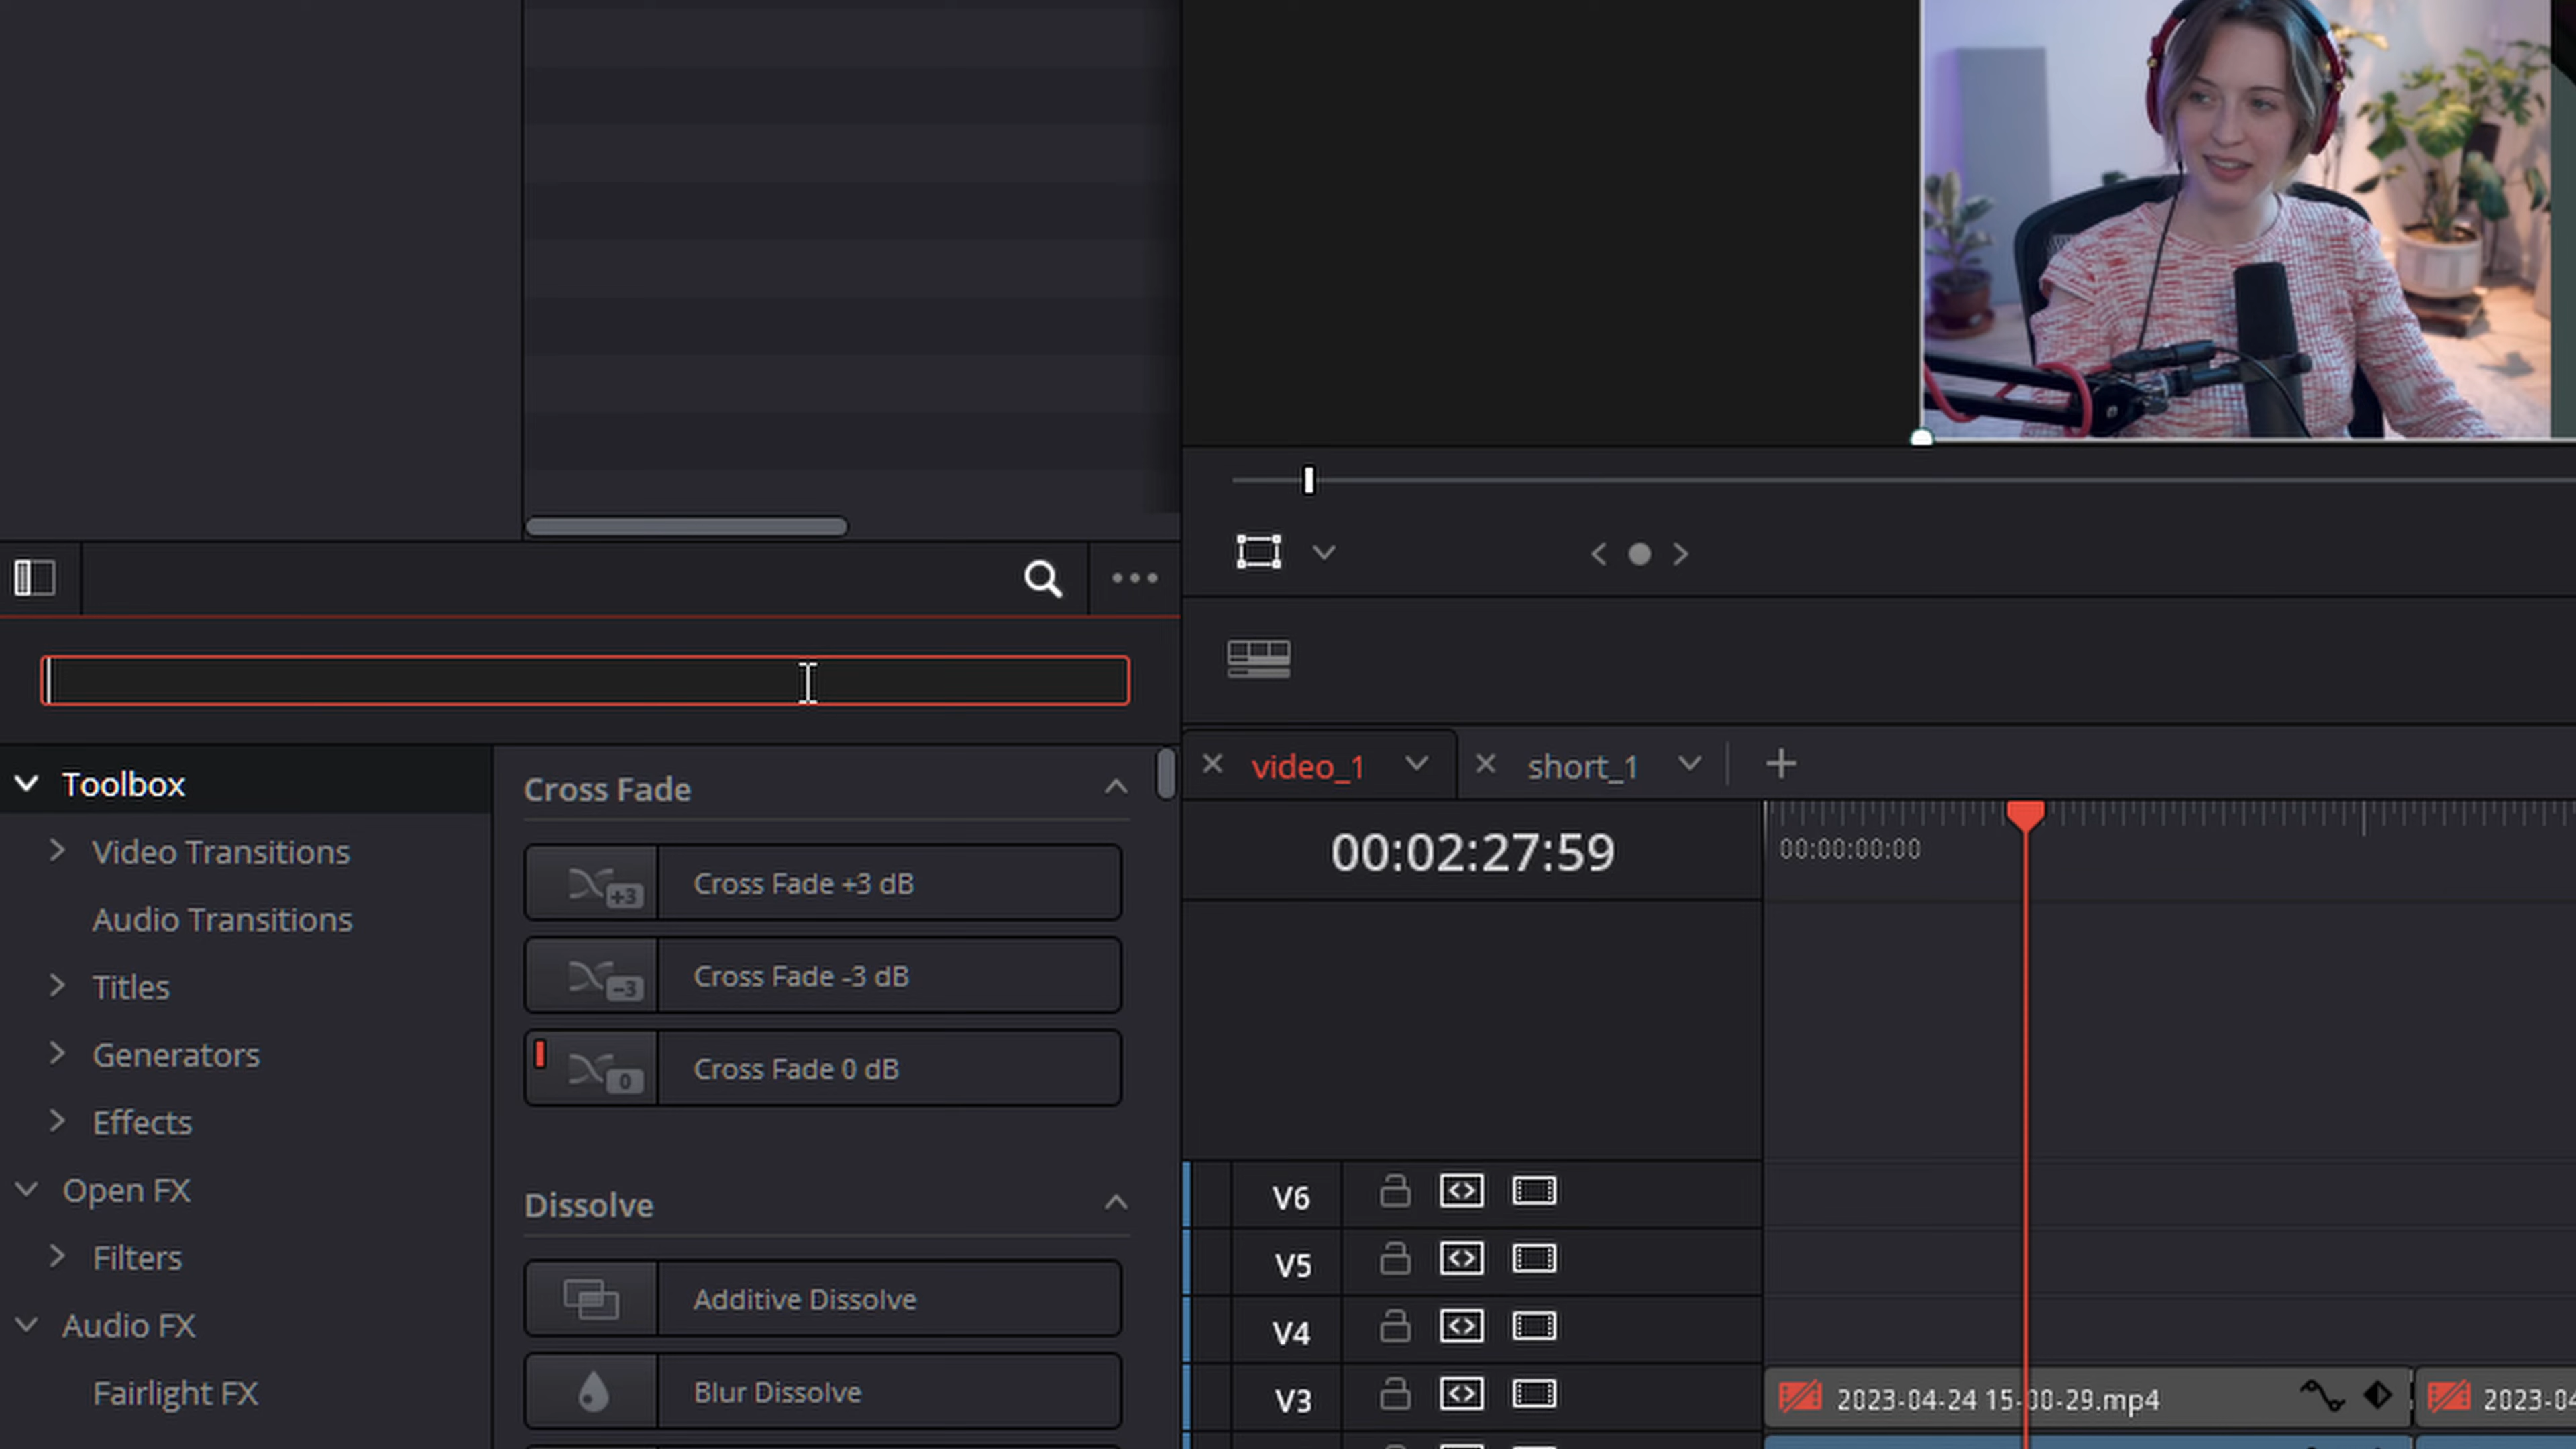 Toolbox
Video Transitions
Audio Transitions
Titles
Generators
Effects
Open FX
Filters
Audio FX
Fairlight FX
Cross Fade
+3
Cross Fade +3 dB
-3
Cross Fade -3 dB
0
Cross Fade 0 dB
Dissolve
Additive Dissolve
Blur Dissolve
video_1
short_1
00:02:27:59
00:00:00:00
V6
V5
V4
V3
2023-04-24 15-00-29.mp4
2023-04